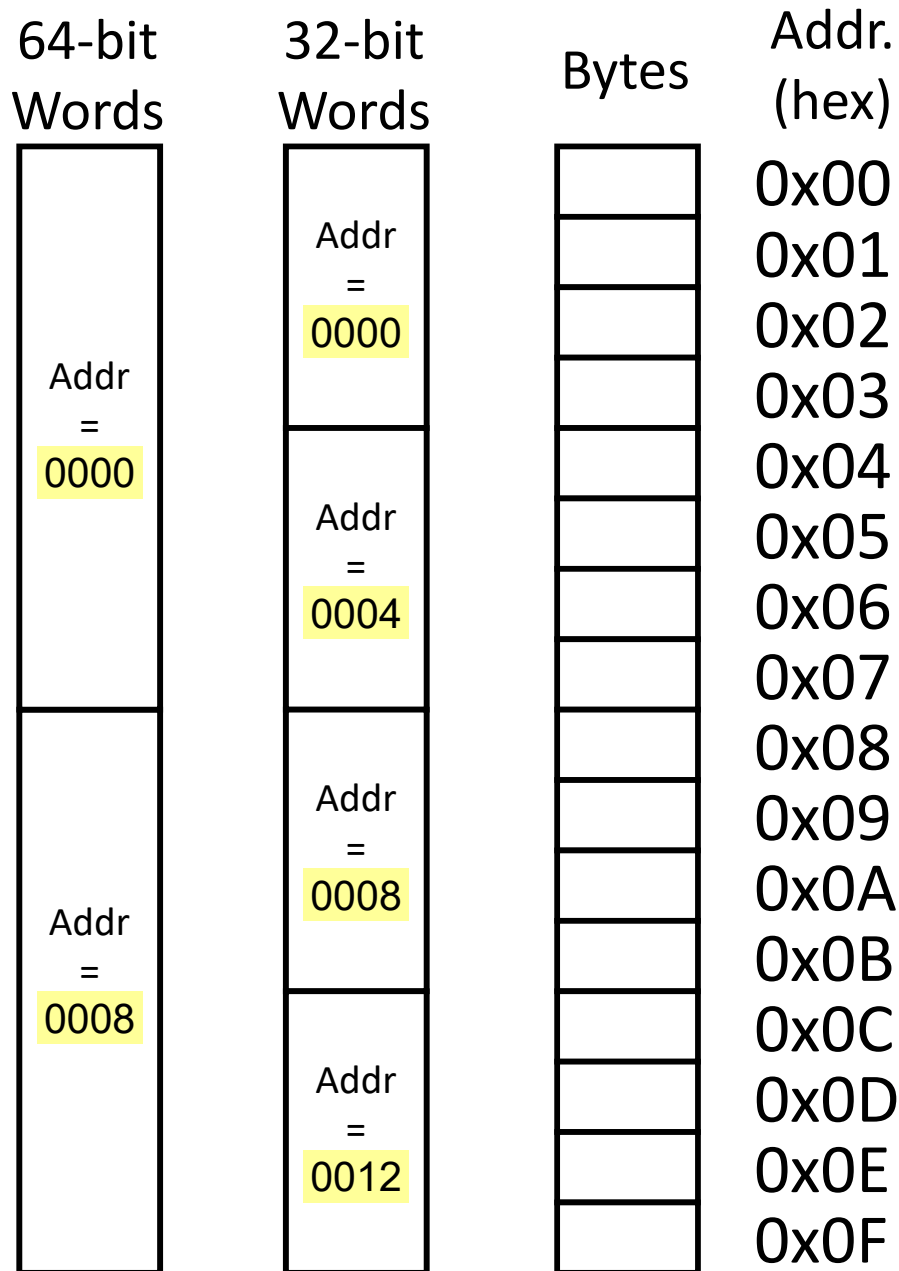 64-bit
Words
32-bit
Words
Bytes
Addr.
(hex)
Addr
=
0000
Addr
=
0008
Addr
=
0000
Addr
=
0004
Addr
=
0008
Addr
=
0012
0x00
0x01
0x02
0x03
0x04
0x05
0x06
0x07
0x08
0x09
0x0A
0x0B
0x0C
0x0D
0x0E
0x0F